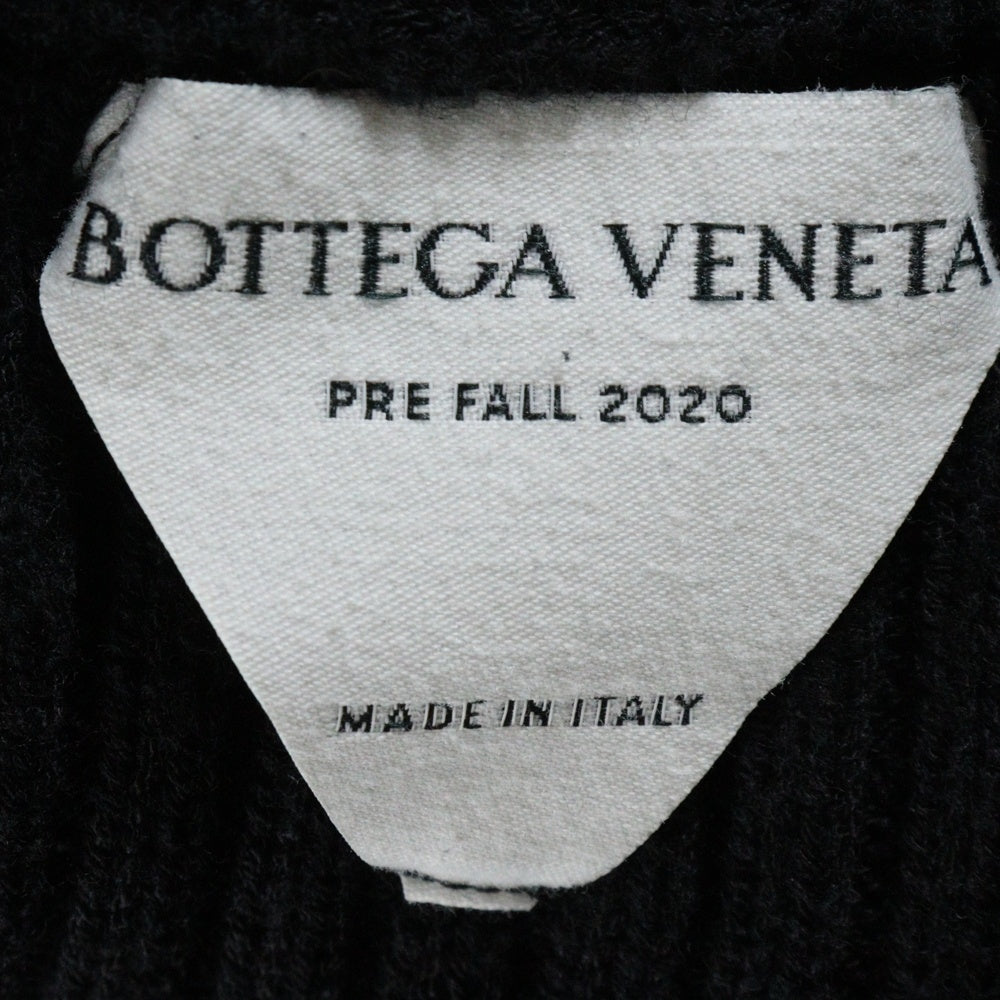 BOTTEGA VENETA
PRE FALL 2020
MADE IN ITALY